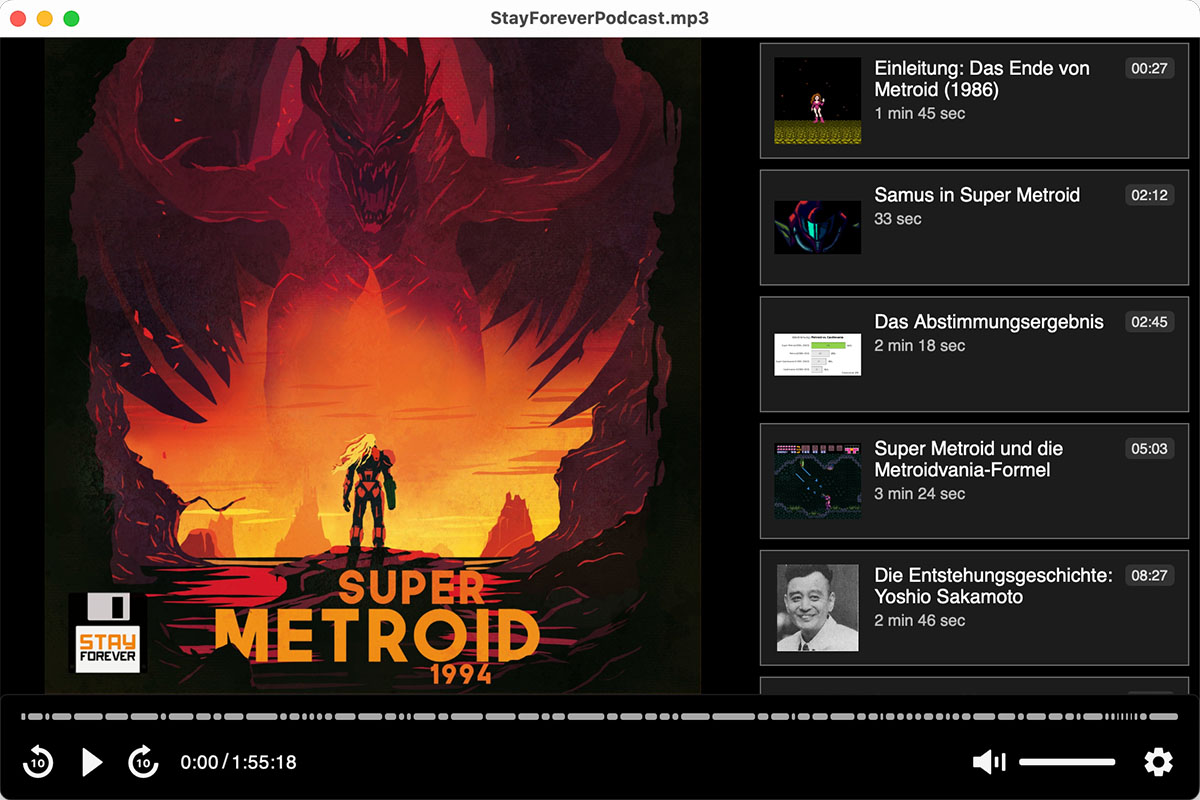 StayForeverPodcast.mp3
STAY
FOREVER
SUPER
METROID
1994
Einleitung: Das Ende von
Metroid (1986)
1 min 45 sec
00:27
Samus in Super Metroid
33 sec
02:12
Das Abstimmungsergebnis
2 min 18 sec
02:45
Super Metroid und die
Metroidvania-Formel
3 min 24 sec
05:03
Die Entstehungsgeschichte:
Yoshio Sakamoto
2 min 46 sec
08:27
10
10
0:00/1:55:18